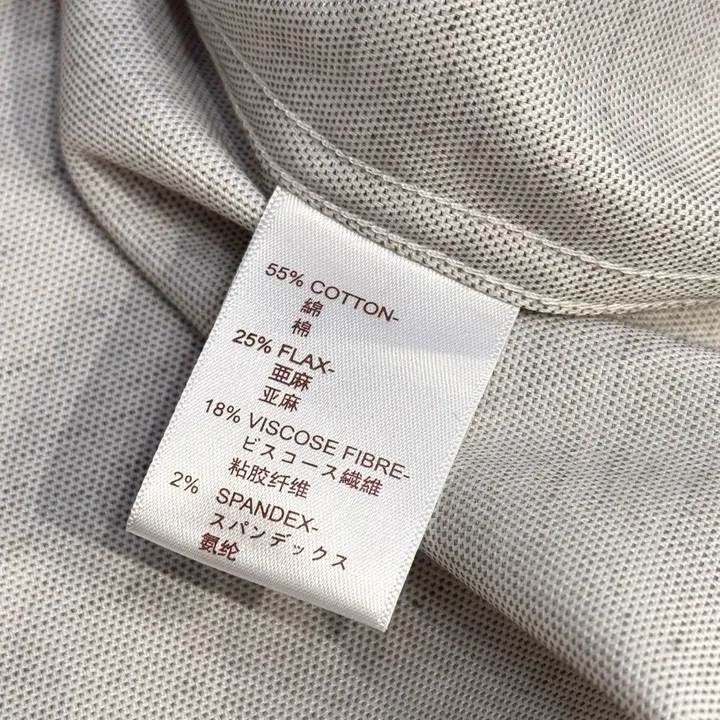 55% COTTON-
綿
棉
25% FLAX-
亜麻
亚麻
18% VISCOSE FIBRE-
ビスコース繊維
粘胶纤维
2% SPANDEX-
スパンデックス
氨纶